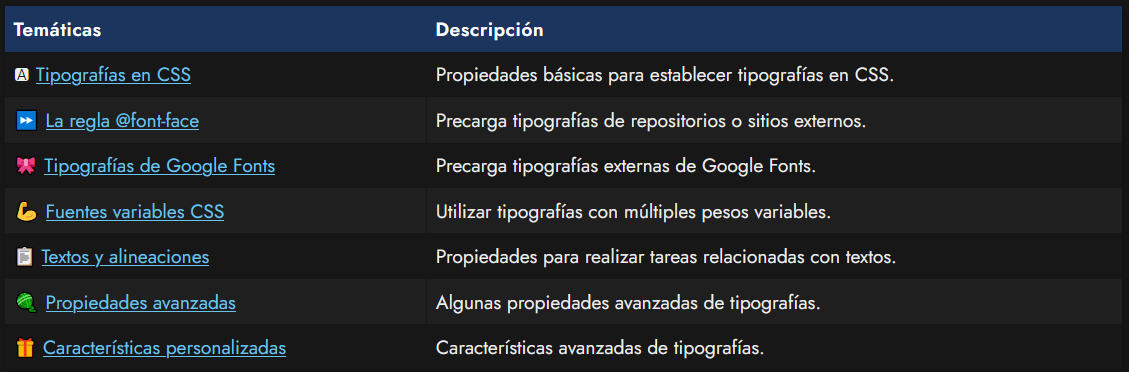 Temáticas Descripción
🅰 Tipografías en CSS Propiedades básicas para establecer tipografías en CSS.
⏩ La regla @font-face Precarga tipografías de repositorios o sitios externos.
🎀 Tipografías de Google Fonts Precarga tipografías externas de Google Fonts.
💪 Fuentes variables CSS Utilizar tipografías con múltiples pesos variables.
📋 Textos y alineaciones Propiedades para realizar tareas relacionadas con textos.
🪀 Propiedades avanzadas Algunas propiedades avanzadas de tipografías.
🎁 Características personalizadas Características avanzadas de tipografías.